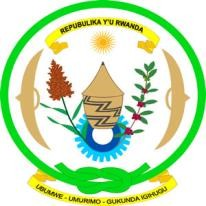 REPUBULIKA Y'U RWANDA
UBUMWE - UMURIMO - GUKUNDA IGIHUGU